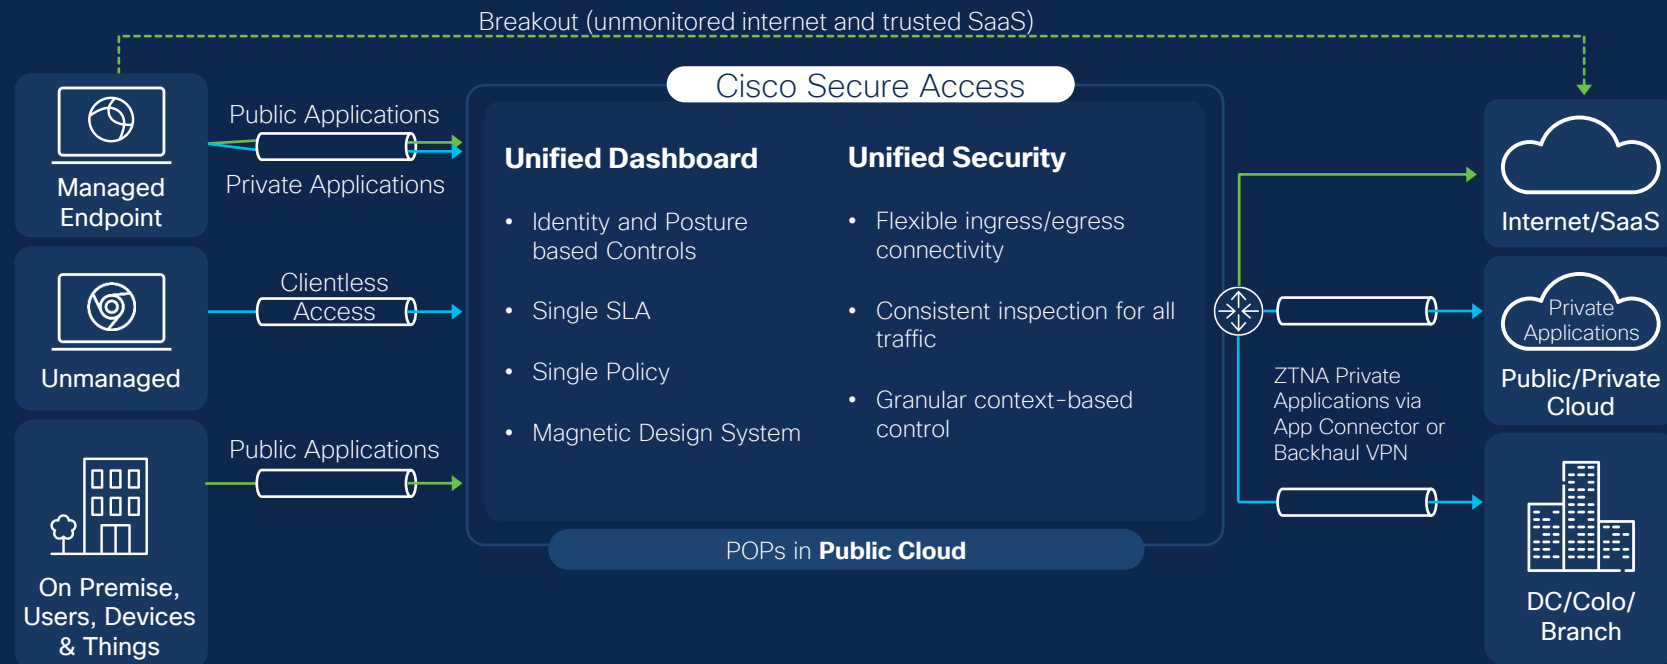 Breakout (unmonitored internet and trusted SaaS)
Cisco Secure Access
Managed
Endpoint
Public Applications
Private Applications
Unmanaged
Clientless
Access
On Premise,
Users, Devices
& Things
Public Applications
Unified Dashboard
• Identity and Posture
based Controls
• Single SLA
• Single Policy
• Magnetic Design System
Unified Security
• Flexible ingress/egress
connectivity
• Consistent inspection for all
traffic
• Granular context-based
control
POPs in Public Cloud
ZTNA Private
Applications via
App Connector or
Backhaul VPN
Internet/SaaS
Private
Applications
Public/Private
Cloud
DC/Colo/
Branch